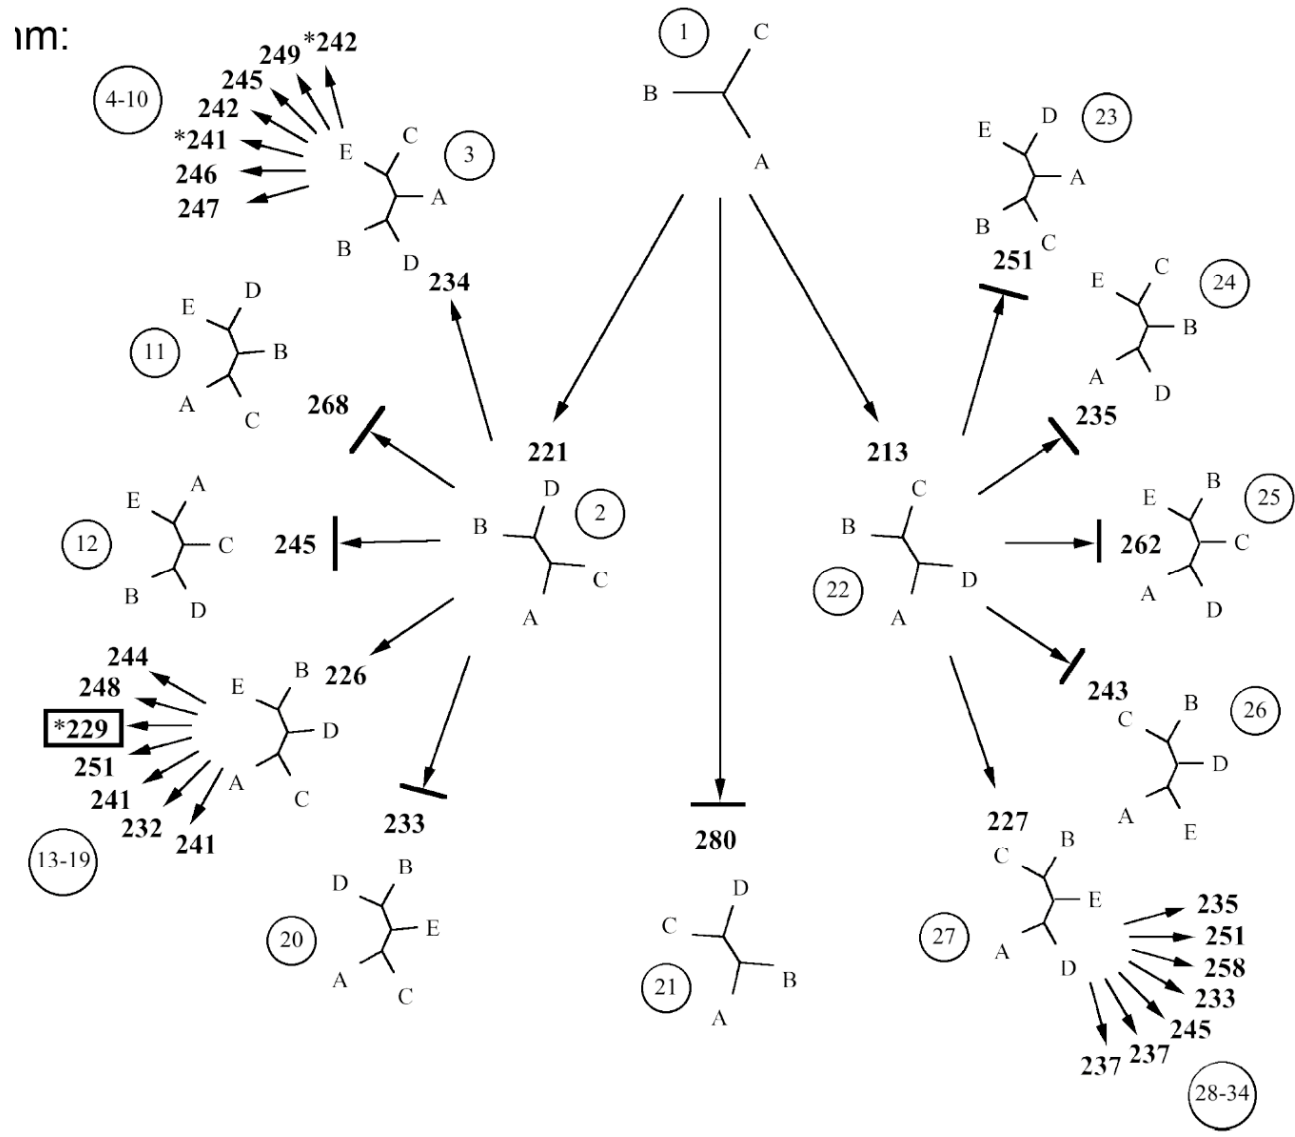 m:
1
C
B
A
4-10
*242
249
245
242
*241
246
247
E
C
3
A
B
D
234
23
D
E
A
B
C
251
E
C
24
B
A
D
235
11
D
E
B
A
C
268
221
213
12
A
E
C
B
D
245
D
2
B
C
A
C
B
D
22
A
B
25
E
262
C
A
D
244
248
*229
251
241
232
241
13-19
226
B
E
D
A
C
243
26
B
C
D
A
E
233
B
D
E
20
A
C
280
D
C
B
21
A
227
B
C
E
27
A
D
235
251
258
233
245
237
237
28-34